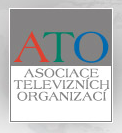 ATO
ASOCIACE
TELEVIZNÍCH
ORGANIZACÍ